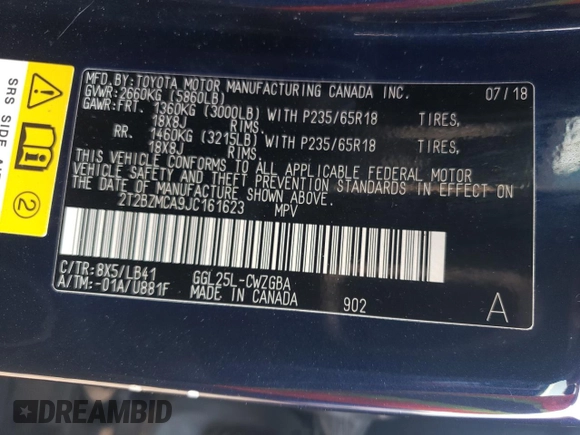 MFD. BY: TOYOTA MOTOR MANUFACTURING CANADA INC. 07/18
GVWR: 2660KG (5860LB)
GAWR: FRT. 1360KG (3000LB) WITH P235/65R18 TIRES,
18X8J RIMS.
RR. 1460KG (3215LB) WITH P235/65R18 TIRES,
18X8J RIMS.
THIS VEHICLE CONFORMS TO ALL APPLICABLE FEDERAL MOTOR
VEHICLE SAFETY AND THEFT PREVENTION STANDARDS IN EFFECT ON
THE DATE OF MANUFACTURE SHOWN ABOVE.
2T2BZMCA9JC161623 MPV
C/TR: 8X5/LB41 GGL25L-CWZGBA
A/TM: -01A/U881F MADE IN CANADA 902 A
SRS SIDE
2
DREAMBID